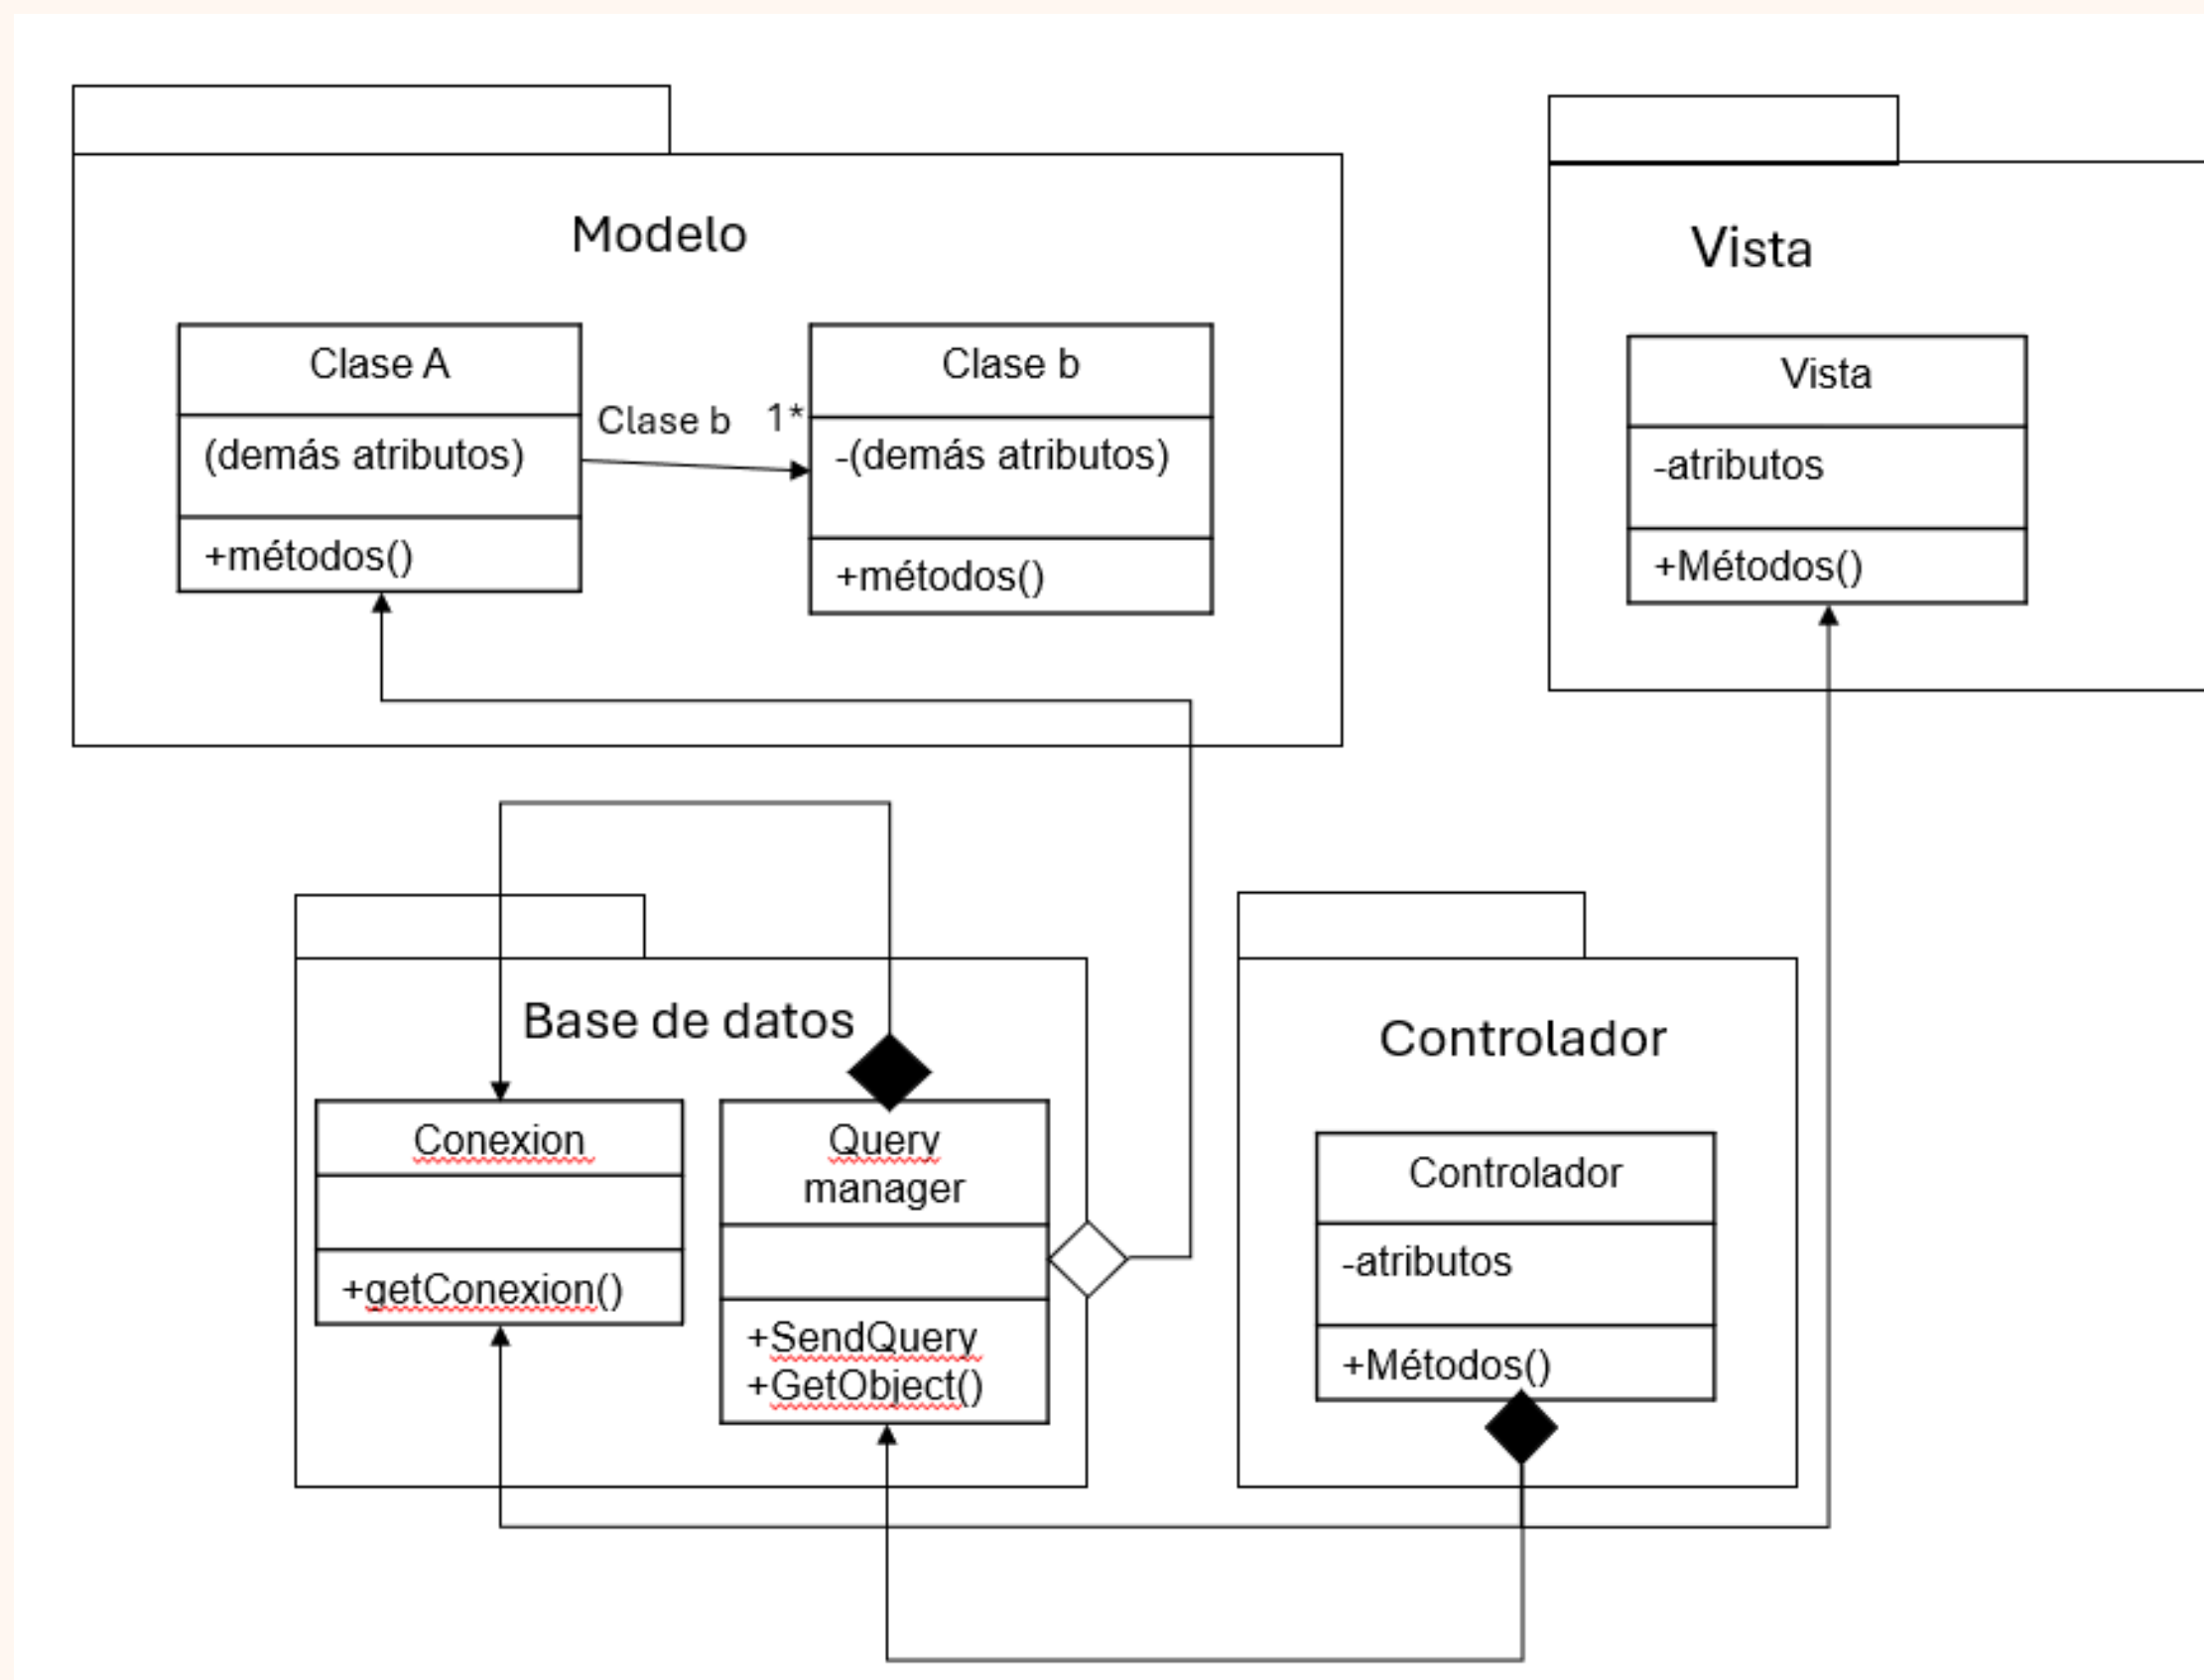 Modelo
Clase A
(demás atributos)
+métodos()
Clase b
1*
Clase b
-(demás atributos)
+métodos()
Vista
Vista
-atributos
+Métodos()
Base de datos
Conexion
+getConexion()
Query
manager
+SendQuery
+GetObject()
Controlador
Controlador
-atributos
+Métodos()